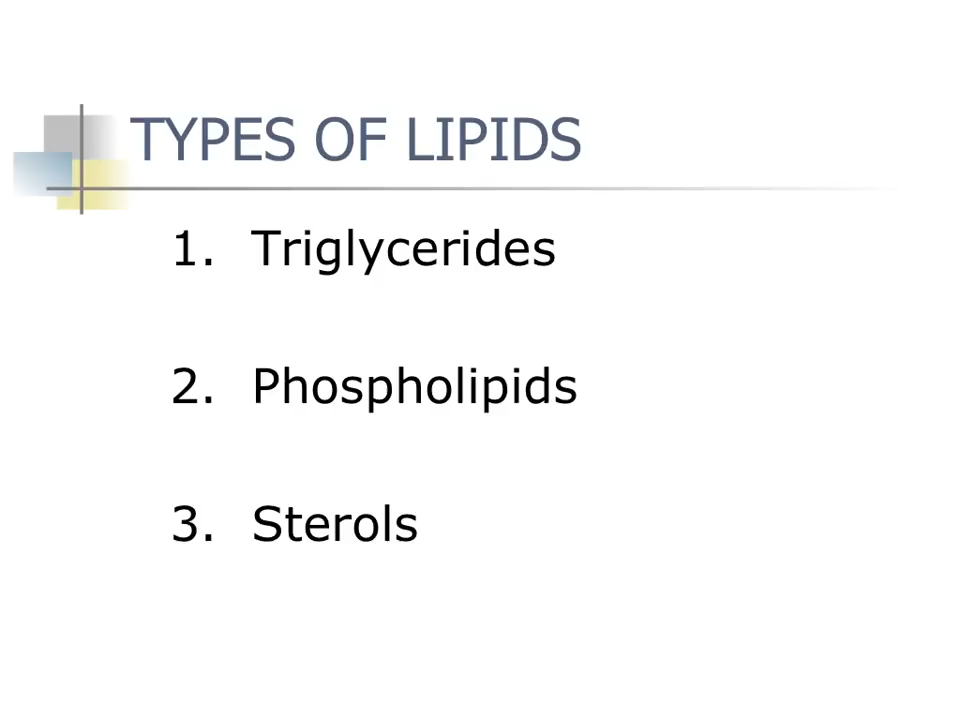 TYPES OF LIPIDS
1. Triglycerides
2. Phospholipids
3. Sterols